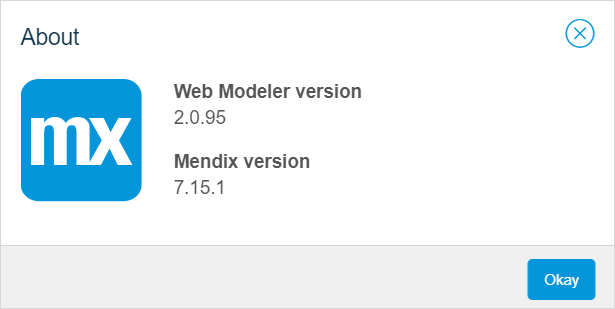 About
mx
Web Modeler version
2.0.95
Mendix version
7.15.1
Okay